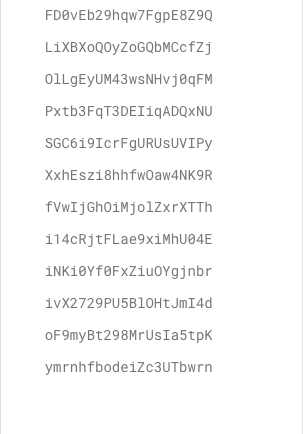 FD0vEb29hqw7FgpE8Z9Q
LiXBXoQOyZoGQbMCcfZj
OlLgEyUM43wsNHvj0qFM
Pxtb3FqT3DEIiqADQxNU
SGC6i9IcrFgURUsUVIPy
XxhEszi8hhfwOaw4NK9R
fVwIjGhOiMjolZxrXTTh
i14cRjtFLae9xiMhU04E
iNKi0Yf0FxZiuOYgjnbr
ivX2729PU5BlOHtJmI4d
oF9myBt298MrUsIa5tpK
ymrnhfbodeiZc3UTbwrn